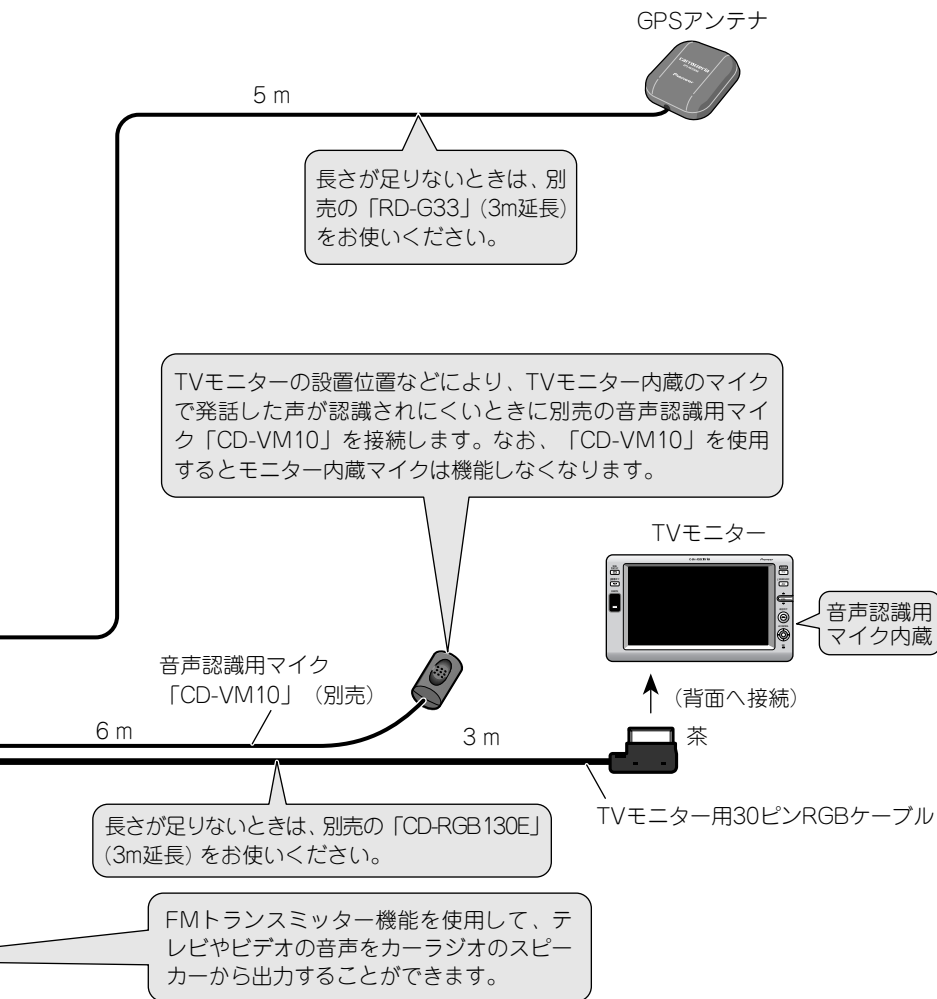 GPSアンテナ
carrozzeria
Pioneer
5 m
長さが足りないときは、別
売の「RD-G33」(3m延長)
をお使いください。
TVモニターの設置位置などにより、TVモニター内蔵のマイク
で発話した声が認識されにくいときに別売の音声認識用マイ
ク「CD-VM10」を接続します。なお、「CD-VM10」を使用
するとモニター内蔵マイクは機能しなくなります。
TVモニター
carrozzeria
Pioneer
音声認識用
マイク内蔵
音声認識用マイク
「CD-VM10」(別売)
(背面へ接続)
6 m
3 m
茶
TVモニター用30ピンRGBケーブル
長さが足りないときは、別売の「CD-RGB130E」
(3m延長) をお使いください。
FMトランスミッター機能を使用して、テ
レビやビデオの音声をカーラジオのスピー
カーから出力することができます。